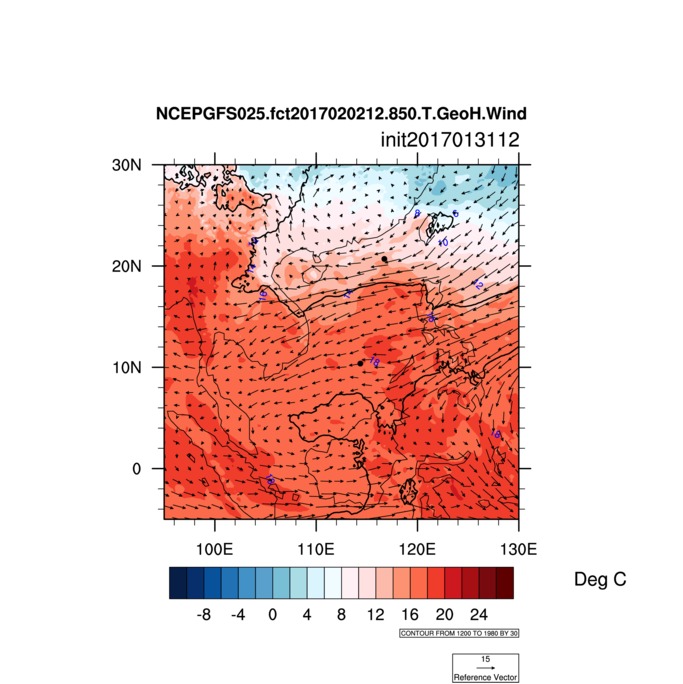 NCEPGFS025.fct2017020212.850.T.GeoH.Wind
init2017013112
30N
20N
10N
0
100E 110E 120E 130E
-8 -4 0 4 8 12 16 20 24
Deg C
CONTOUR FROM 1200 TO 1980 BY 30
15
Reference Vector